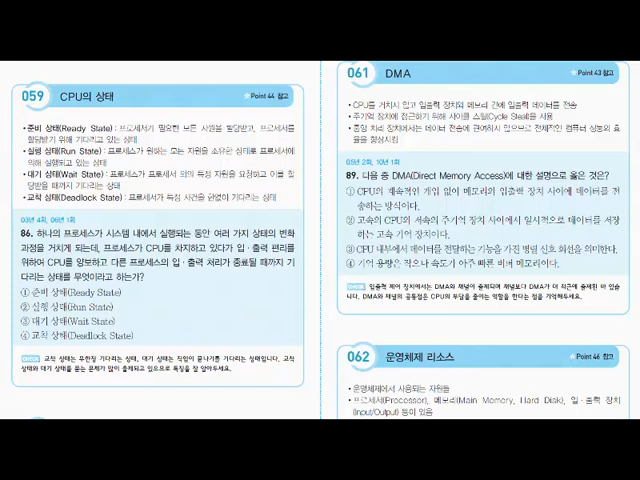 059 CPU의 상태 Point 44 참고
• 준비 상태(Ready State) : 프로세서가 필요한 모든 자원을 할당받고, 프로세서를
할당받기 위해 기다리고 있는 상태
• 실행 상태(Run State) : 프로세스가 원하는 모든 자원을 소유한 상태로 프로세서에
의해 실행되고 있는 상태
• 대기 상태(Wait State) : 프로세스가 프로세서 외의 자원을 요청하고 이를 할
당받을 때까지 기다리는 상태
• 교착 상태(Deadlock State) : 프로세서가 특정 사건을 한없이 기다리는 상태
03년 4회, 06년 1회
86. 하나의 프로세스가 시스템 내에서 실행되는 동안 여러 가지 상태의 변화
과정을 거치게 되는데, 프로세스가 CPU를 차지하고 있다가 입·출력 편리를
위하여 CPU를 양보하고 다른 프로세스의 입·출력 처리가 종료될 때까지 기
다리는 상태를 무엇이라고 하는가?
① 준비 상태(Ready State)
② 실행 상태(Run State)
③ 대기 상태(Wait State)
④ 교착 상태(Deadlock State)
교착 상태는 무한정 기다리는 상태, 대기 상태는 작업이 끝나기를 기다리는 상태입니다. 교착
상태와 대기 상태를 묻는 문제가 많이 출제되고 있으므로 특징을 잘 알아두세요.
061 DMA Point 43 참고
• CPU를 거치지 않고 입출력 장치와 메모리 간에 입출력 데이터를 전송
• 주기억 장치에 접근하기 위해 사이클 스틸(Cycle Steal)을 사용
• 중앙 처리 장치에서는 데이터 전송에 관여하지 않으므로 전체적인 컴퓨터 성능의 효
율을 향상시킴
05년 2회, 10년 1회
89. 다음 중 DMA(Direct Memory Access)에 대한 설명으로 옳은 것은?
① CPU의 계속적인 개입 없이 메모리와 입출력 장치 사이에 데이터를 전
송하는 방식이다.
② 고속의 CPU와 저속의 주기억 장치 사이에서 일시적으로 데이터를 저장
하는 고속 기억 장치이다.
③ CPU 내부에서 데이터를 전달하는 기능을 가진 병렬 신호 회선을 의미한다.
④ 기억 용량은 적으나 속도가 아주 빠른 버퍼 메모리이다.
입출력 제어 장치에서는 DMA와 채널이 출제되며 채널보다 DMA가 더 최근에 출제된 바 있습
니다. DMA와 채널의 공통점은 CPU의 부담을 줄이는 역할을 한다는 점을 기억해두세요.
062 운영체제 리소스 Point 46 참고
• 운영체제에서 사용되는 자원들
• 프로세서(Processor), 메모리(Main Memory, Hard Disk), 입·출력 장치
(Input/Output) 등이 있음